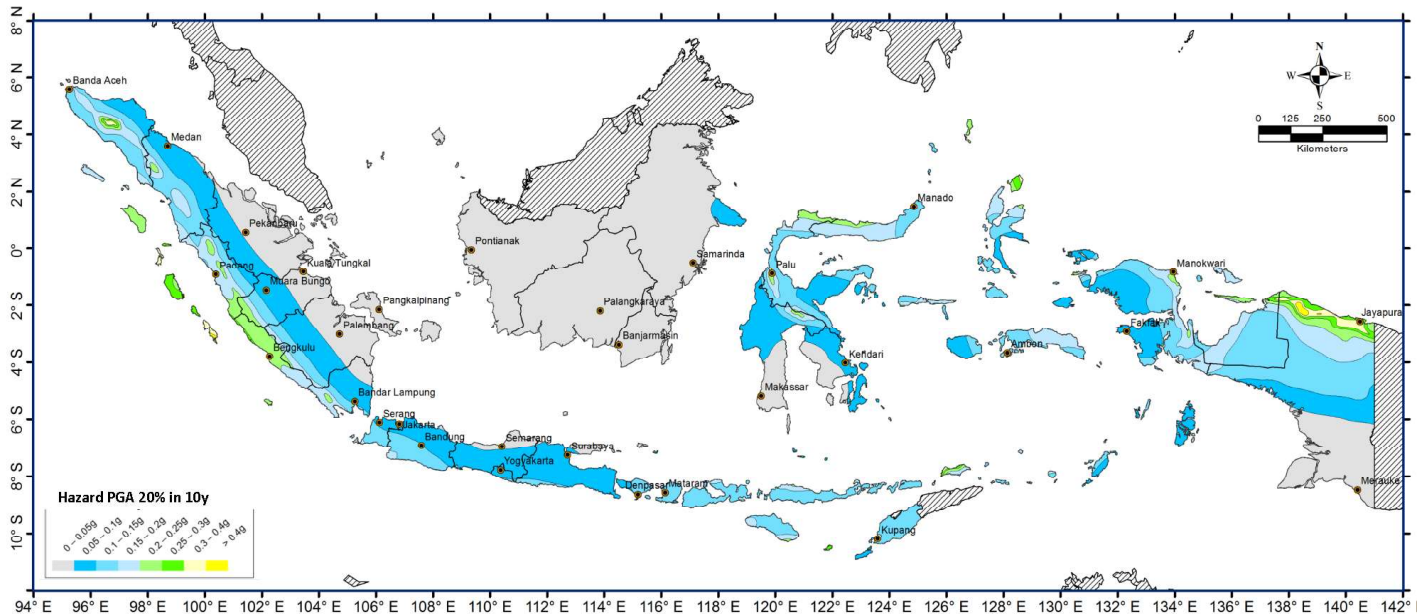 8° N
6° N
4° N
2° N
0°
2° S
4° S
6° S
8° S
10° S
N
W E
S
0 125 250 500
Kilometers
Banda Aceh
Medan
Pekanbaru
Kuala Tungkal
Padang
Muara Bungo
Pangkalpinang
Palembang
Bengkulu
Bandar Lampung
Serang
Jakarta
Bandung
Semarang
Surabaya
Yogyakarta
Denpasar
Mataram
Kupang
Pontianak
Samarinda
Palangkaraya
Banjarmasin
Manado
Palu
Kendari
Makassar
Ambon
Manokwari
Fakfak
Jayapura
Merauke
Hazard PGA 20% in 10y
0 – 0.05g
0.05 – 0.1g
0.1 – 0.15g
0.15 – 0.2g
0.2 – 0.25g
0.25 – 0.3g
0.3 – 0.4g
> 0.4g
94° E 96° E 98° E 100° E 102° E 104° E 106° E 108° E 110° E 112° E 114° E 116° E 118° E 120° E 122° E 124° E 126° E 128° E 130° E 132° E 134° E 136° E 138° E 140° E 142° E